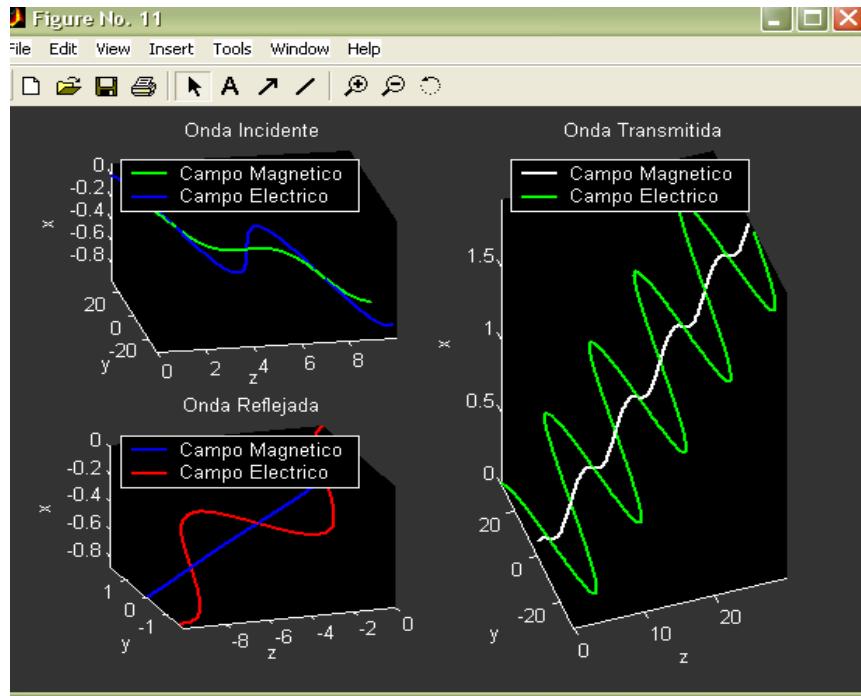 Figure No. 11
File Edit View Insert Tools Window Help
A
Onda Incidente
Campo Magnetico
Campo Electrico
0
-0.2
-0.4
-0.6
-0.8
x
20
0
-20
y
0 2 4 6 8
z
Onda Reflejada
Campo Magnetico
Campo Electrico
0
-0.2
-0.4
-0.6
-0.8
x
1
0
-1
y
-8 -6 -4 -2 0
z
Onda Transmitida
Campo Magnetico
Campo Electrico
1.5
1
0.5
0
x
20
0
-20
y
0 10 20
z